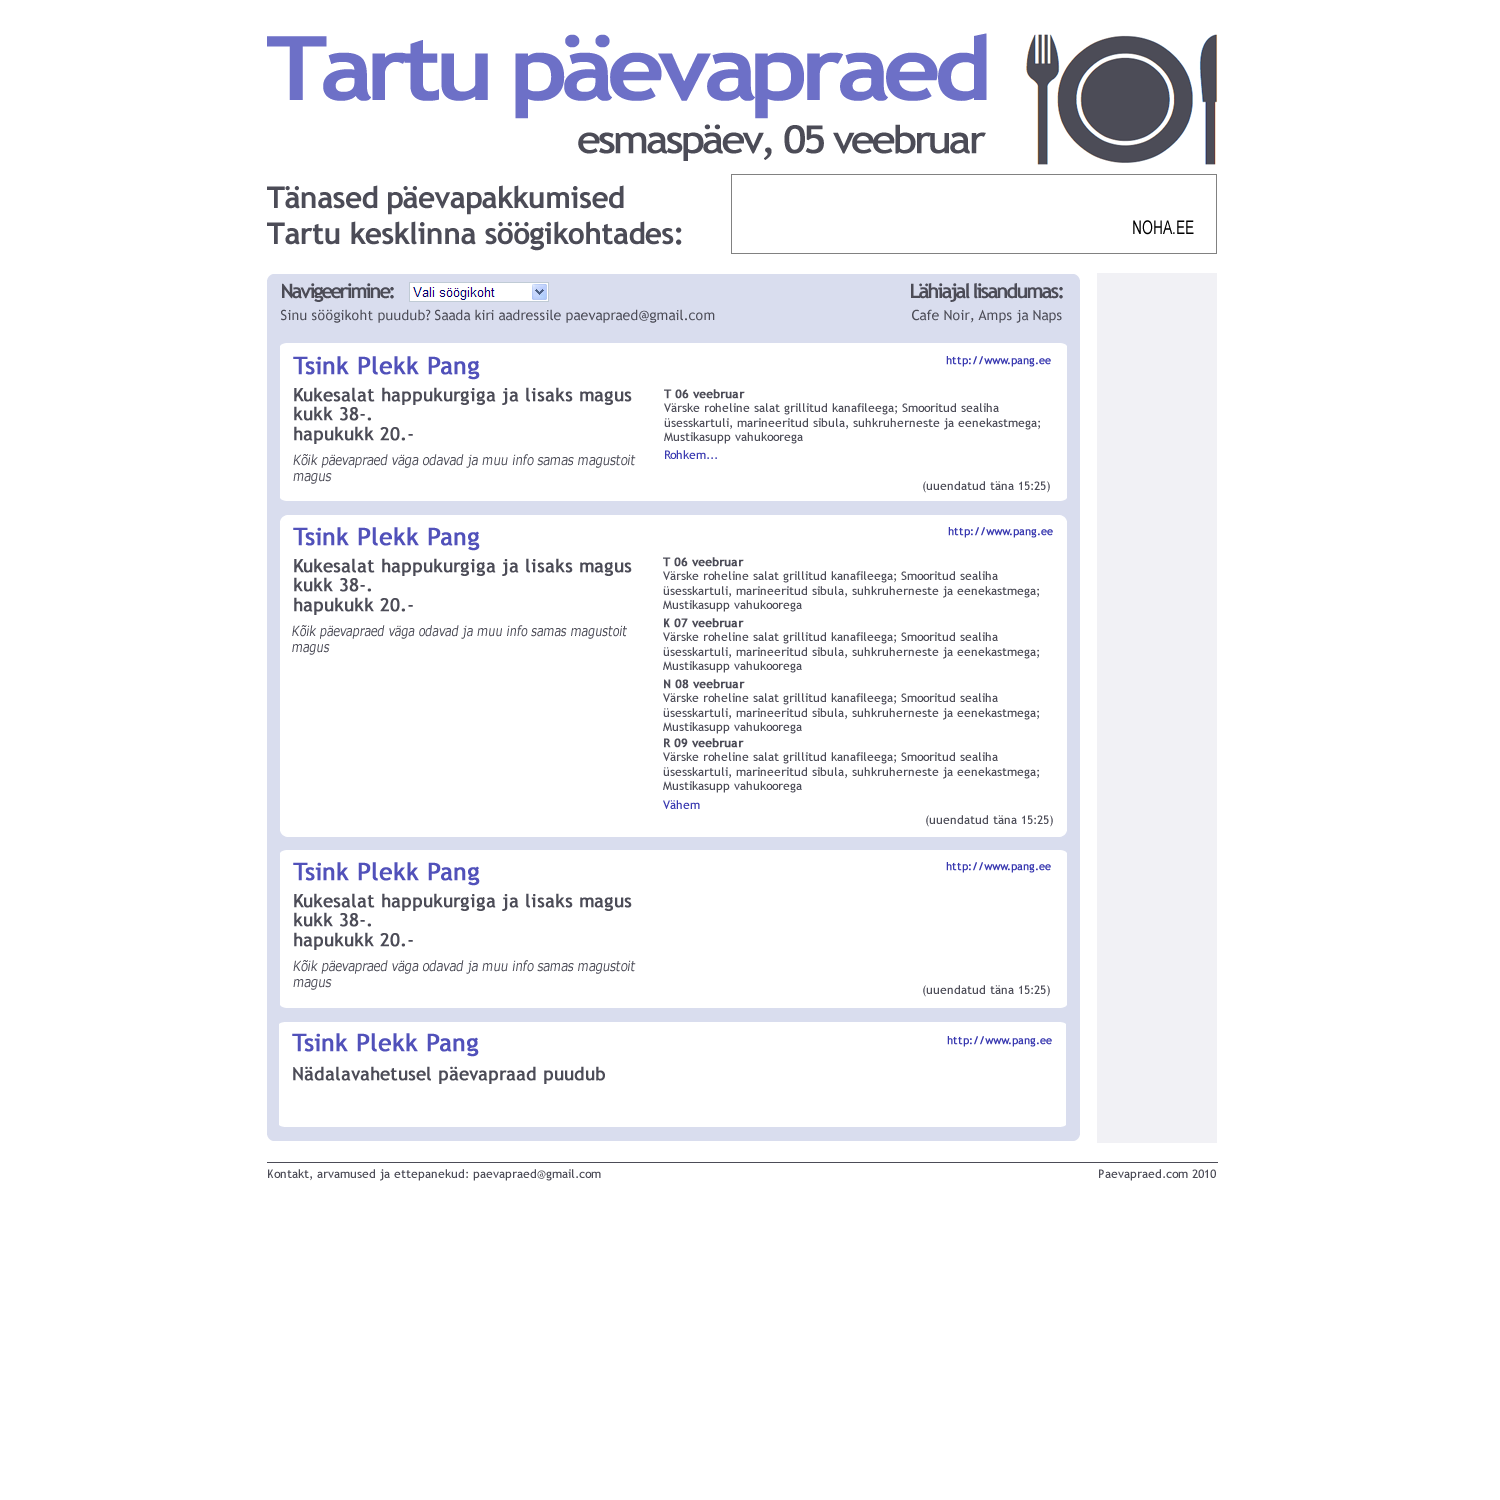 Tartu päevapraed
esmaspäev, 05 veebruar
Tänased päevapakkumised
Tartu kesklinna söögikohtades:
NOHA.EE
Navigeerimine: Vali söögikoht
Sinu söögikoht puudub? Saada kiri aadressile paevapraed@gmail.com
Lähiajal lisandumas:
Cafe Noir, Amps ja Naps
Tsink Plekk Pang
http://www.pang.ee
Kukesalat happukurgiga ja lisaks magus
kukk 38-.
hapukukk 20.-
Kõik päevapraed väga odavad ja muu info samas magustoit
magus
T 06 veebruar
Värske roheline salat grillitud kanafileega; Smooritud sealiha
üsesskartuli, marineeritud sibula, suhkruherneste ja eenekastmega;
Mustikasupp vahukoorega
Rohkem...
(uuendatud täna 15:25)
Tsink Plekk Pang
http://www.pang.ee
Kukesalat happukurgiga ja lisaks magus
kukk 38-.
hapukukk 20.-
Kõik päevapraed väga odavad ja muu info samas magustoit
magus
T 06 veebruar
Värske roheline salat grillitud kanafileega; Smooritud sealiha
üsesskartuli, marineeritud sibula, suhkruherneste ja eenekastmega;
Mustikasupp vahukoorega
K 07 veebruar
Värske roheline salat grillitud kanafileega; Smooritud sealiha
üsesskartuli, marineeritud sibula, suhkruherneste ja eenekastmega;
Mustikasupp vahukoorega
N 08 veebruar
Värske roheline salat grillitud kanafileega; Smooritud sealiha
üsesskartuli, marineeritud sibula, suhkruherneste ja eenekastmega;
Mustikasupp vahukoorega
R 09 veebruar
Värske roheline salat grillitud kanafileega; Smooritud sealiha
üsesskartuli, marineeritud sibula, suhkruherneste ja eenekastmega;
Mustikasupp vahukoorega
Vähem
(uuendatud täna 15:25)
Tsink Plekk Pang
http://www.pang.ee
Kukesalat happukurgiga ja lisaks magus
kukk 38-.
hapukukk 20.-
Kõik päevapraed väga odavad ja muu info samas magustoit
magus
(uuendatud täna 15:25)
Tsink Plekk Pang
http://www.pang.ee
Nädalavahetusel päevapraad puudub
Kontakt, arvamused ja ettepanekud: paevapraed@gmail.com
Paevapraed.com 2010